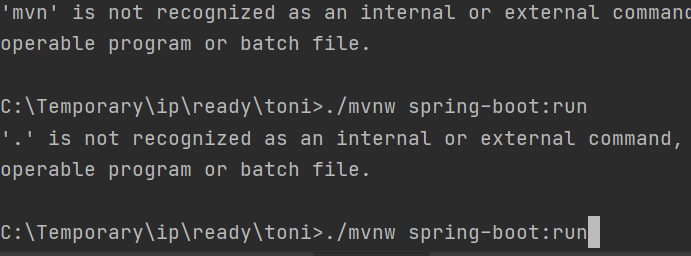 'mvn' is not recognized as an internal or external command
operable program or batch file.
C:\Temporary\ip\ready\toni>./mvnw spring-boot:run
'.' is not recognized as an internal or external command,
operable program or batch file.
C:\Temporary\ip\ready\toni>./mvnw spring-boot:run